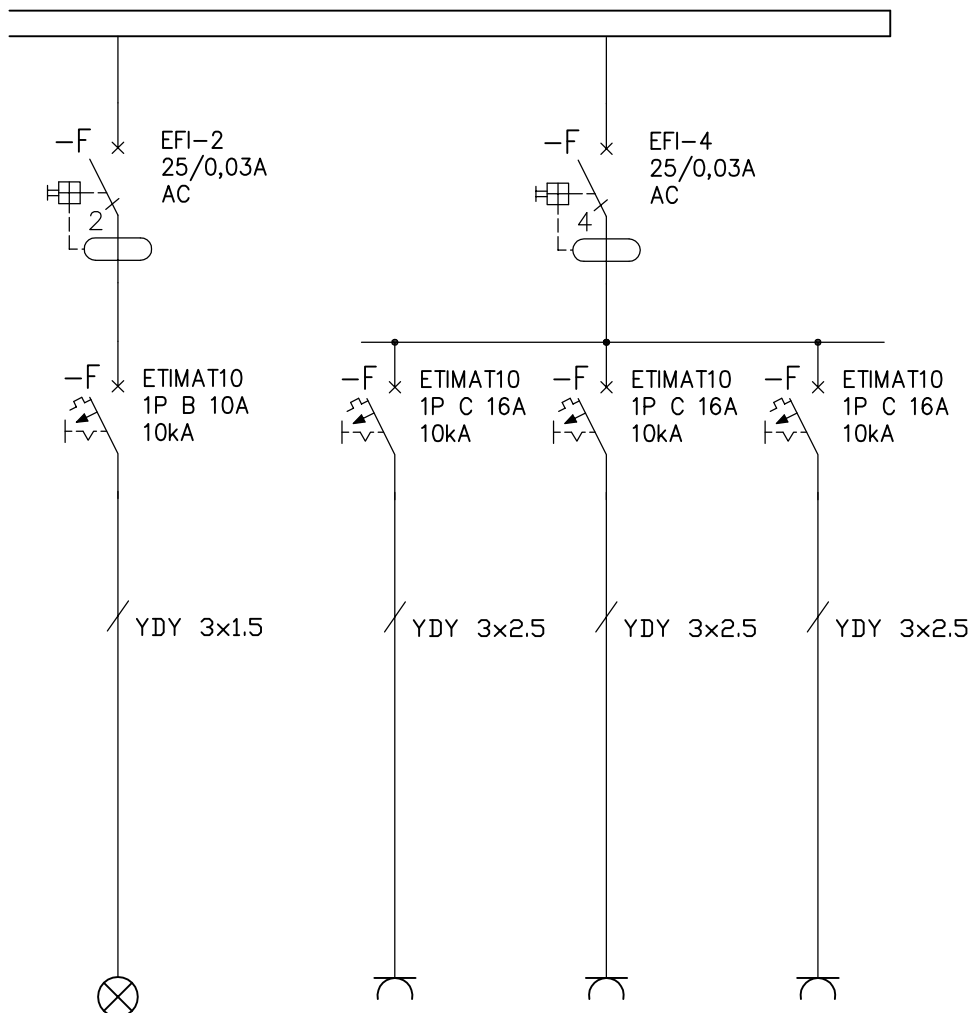 -F
EFI-2
25/0,03A
AC
2
-F
EFI-4
25/0,03A
AC
4
-F
ETIMAT10
1P B 10A
10kA
-F
ETIMAT10
1P C 16A
10kA
-F
ETIMAT10
1P C 16A
10kA
-F
ETIMAT10
1P C 16A
10kA
YDY 3x1.5
YDY 3x2.5
YDY 3x2.5
YDY 3x2.5